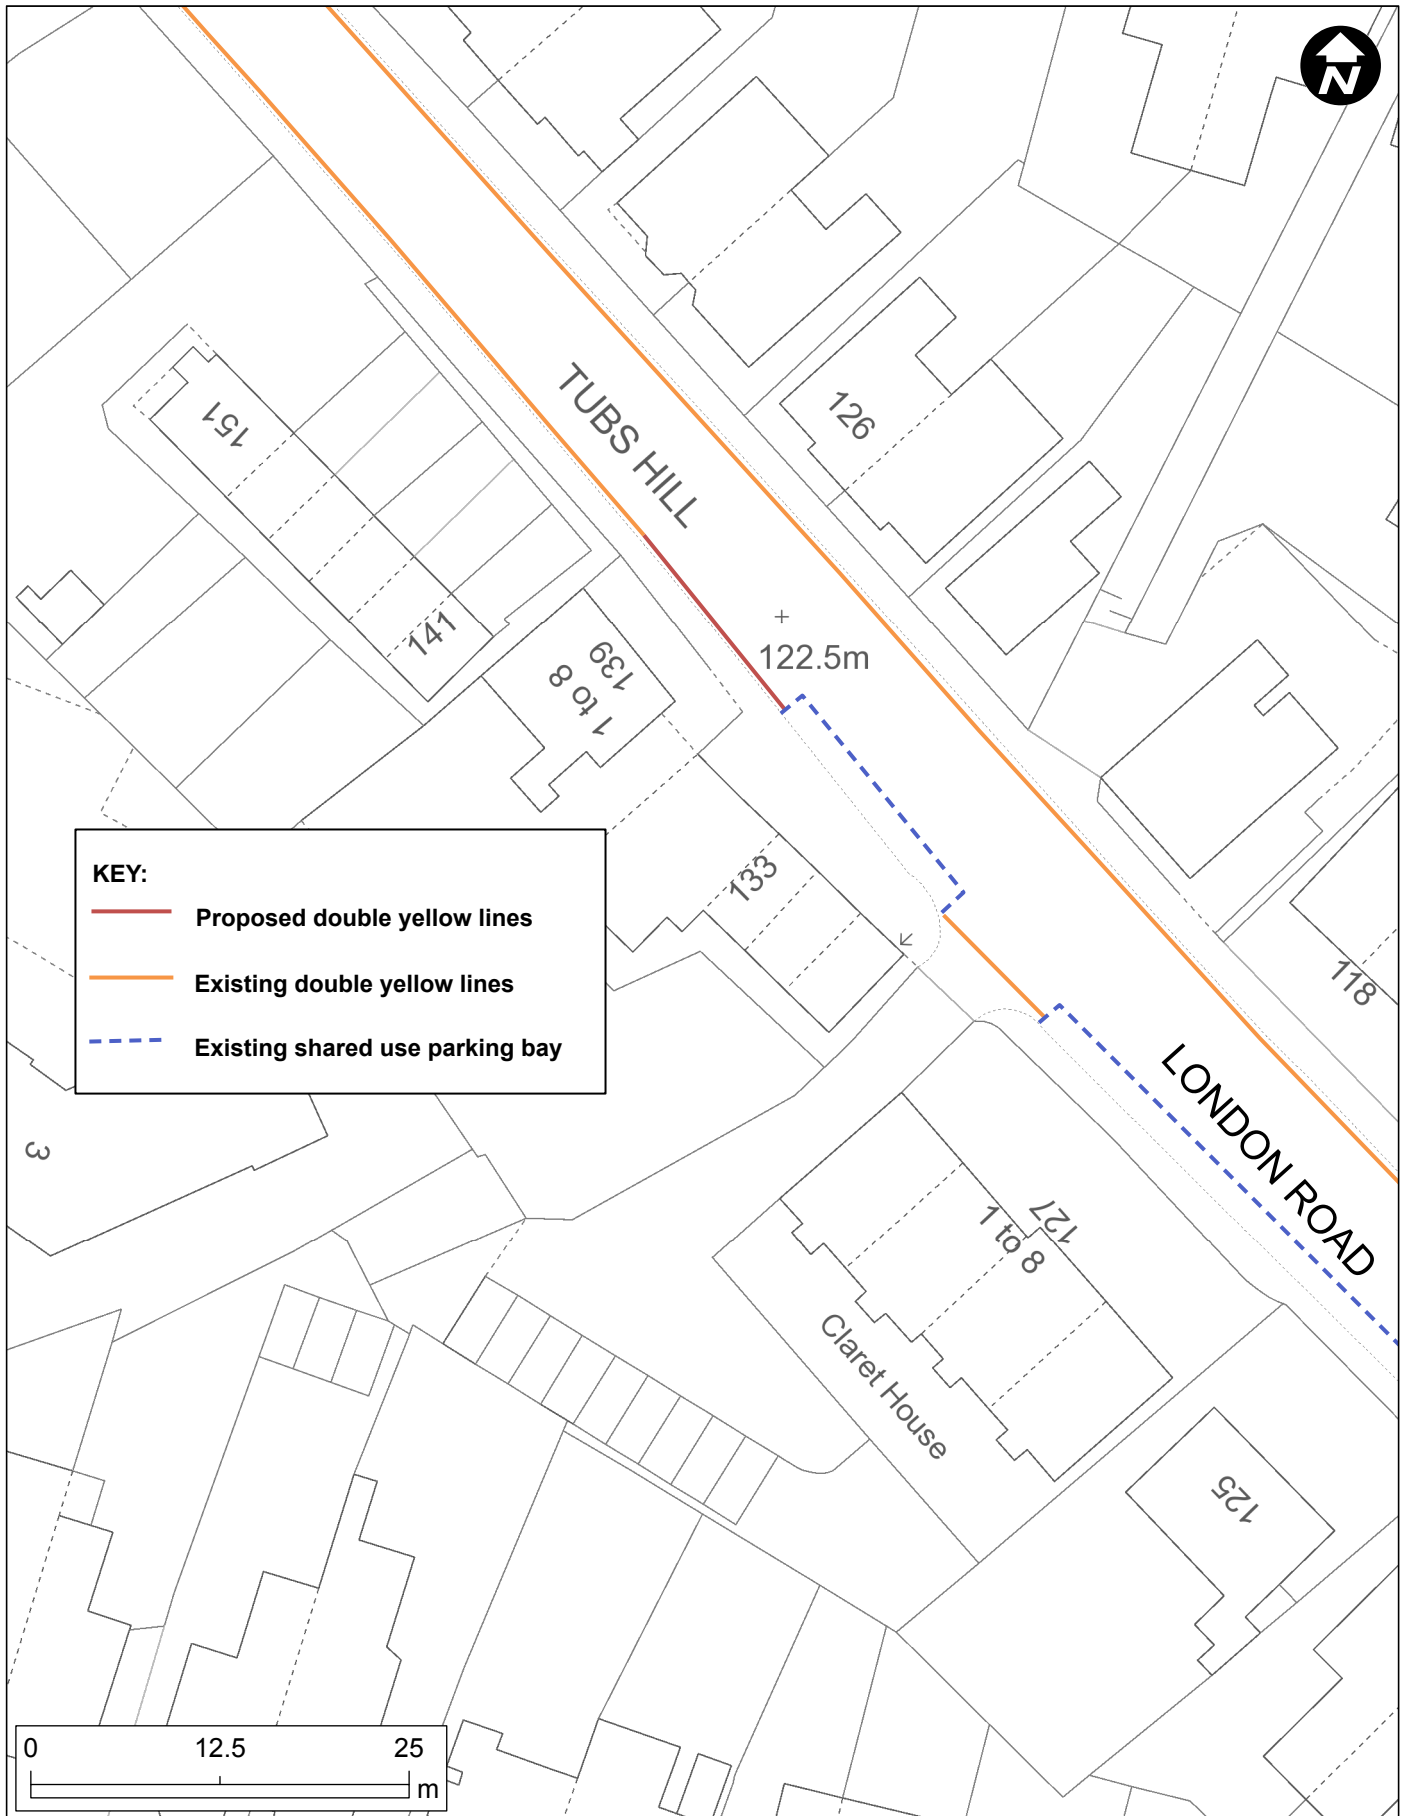 N
TUBS HILL
126
151
141
139
1 to 8
122.5m
133
118
KEY:
Proposed double yellow lines
Existing double yellow lines
Existing shared use parking bay
LONDON ROAD
3
127
1 to 8
Claret House
125
0 12.5 25
m